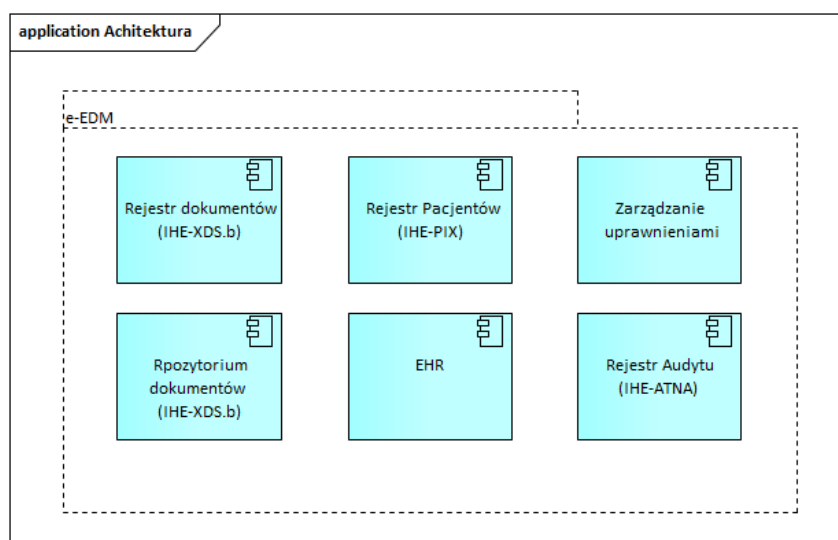 application Achitektura
e-EDM
Rejestr dokumentów
(IHE-XDS.b)
Rejestr Pacjentów
(IHE-PIX)
Zarządzanie
uprawnieniami
Rpozytorium
dokumentów
(IHE-XDS.b)
EHR
Rejestr Audytu
(IHE-ATNA)